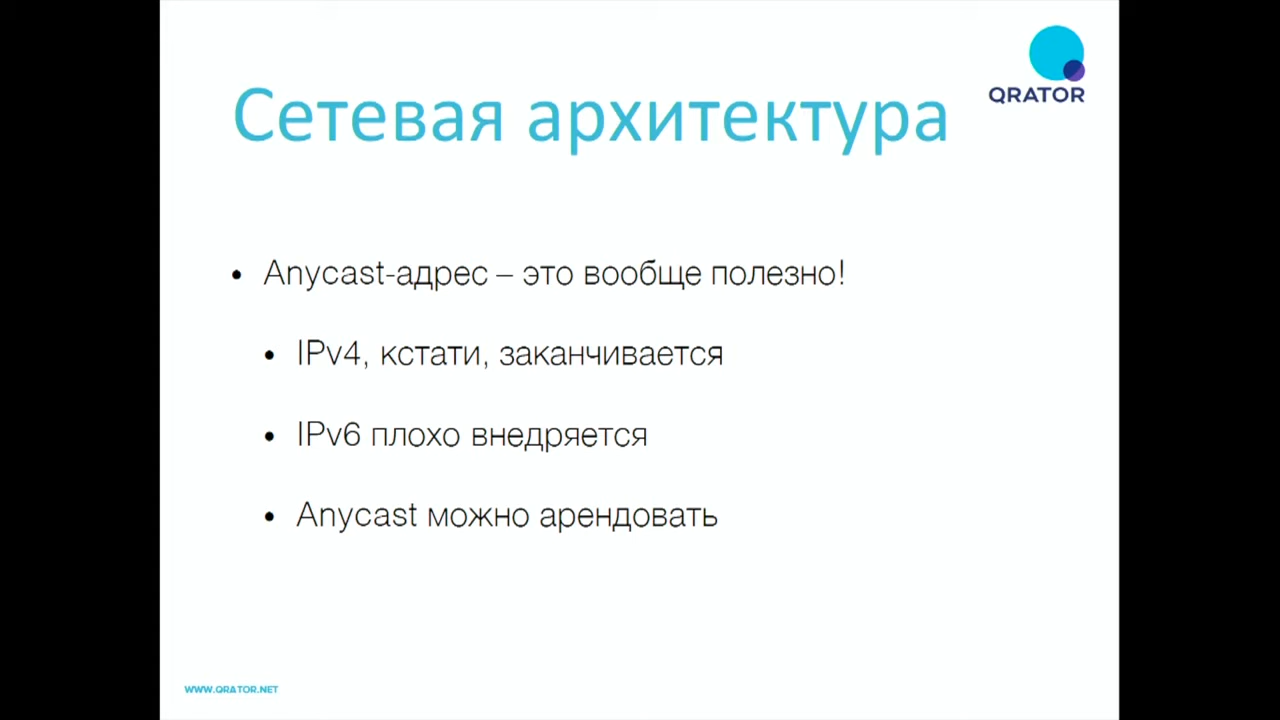 QRATOR
Сетевая архитектура
• Anycast-адрес – это вообще полезно!
• IPv4, кстати, заканчивается
• IPv6 плохо внедряется
• Anycast можно арендовать
WWW.QRATOR.NET